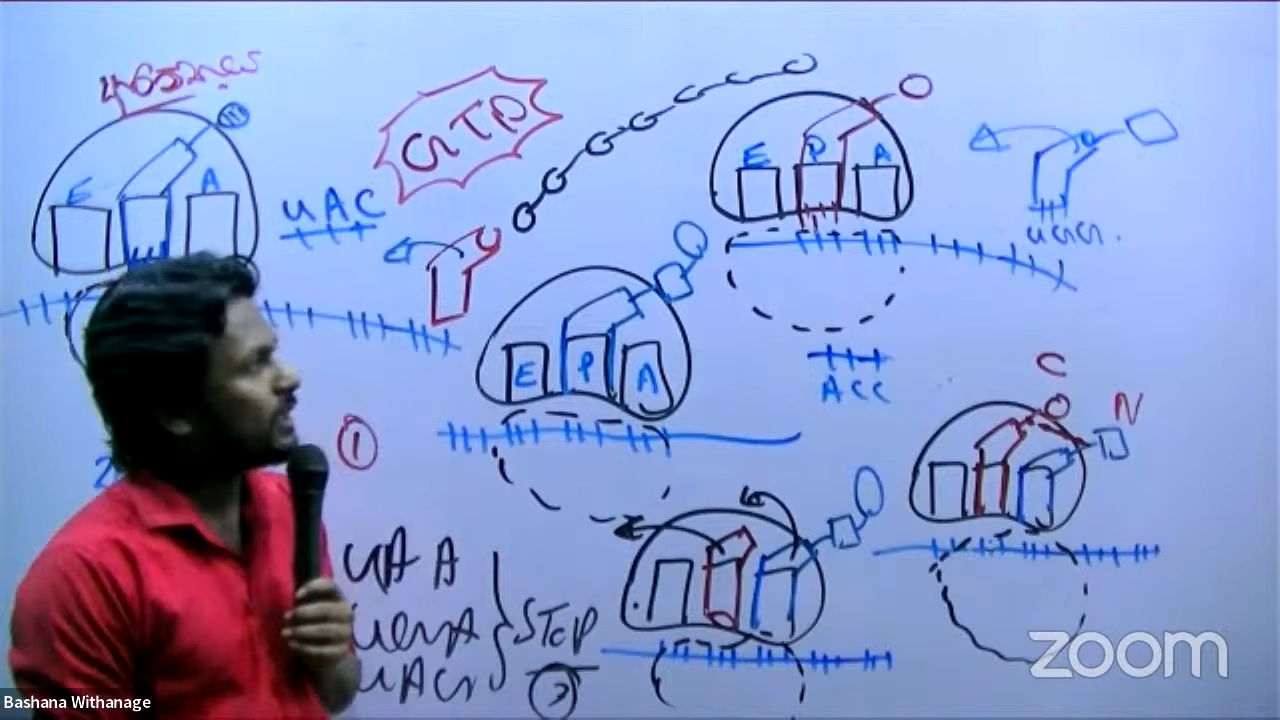 E A
UAC
GTP
E P A
UGG.
E P A
ACC
C
N
①
UAA
UGA
UAG
STOP
zoom
Bashana Withanage